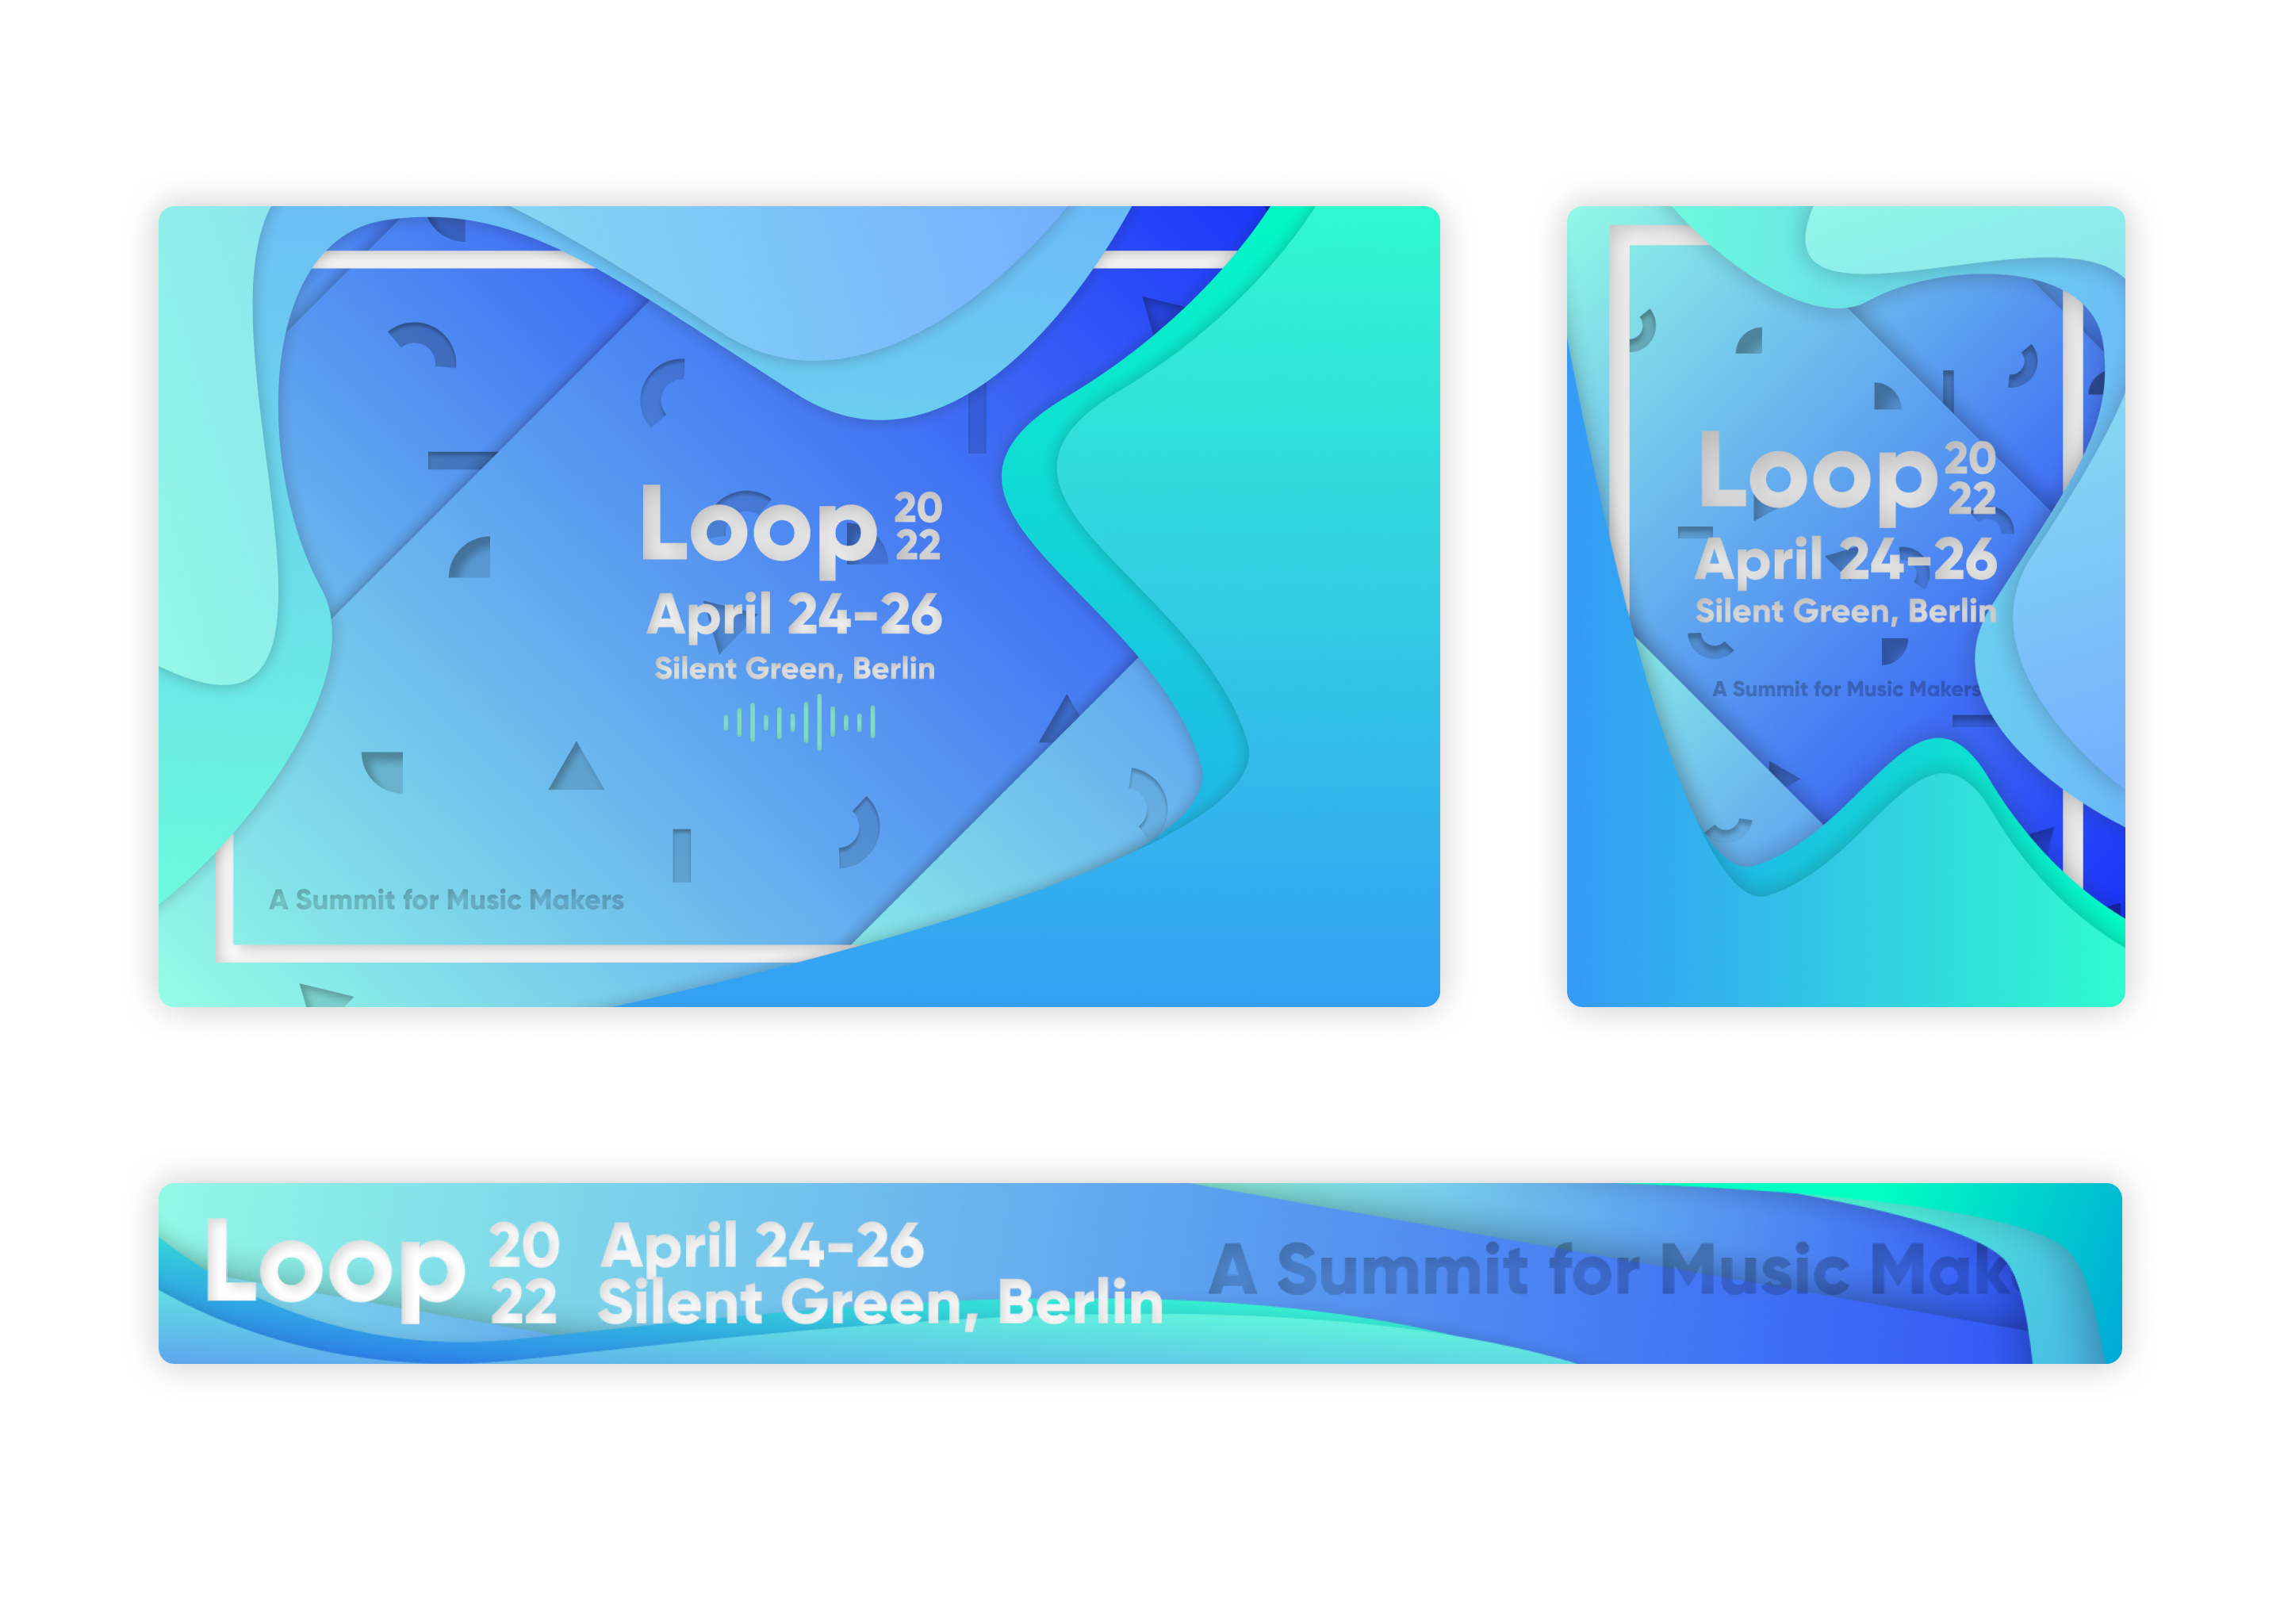 Loop 20
22
April 24-26
Silent Green, Berlin
A Summit for Music Makers
Loop 20
22
April 24-26
Silent Green, Berlin
A Summit for Music Makers
Loop 20 April 24-26
22 Silent Green, Berlin
A Summit for Music Mak